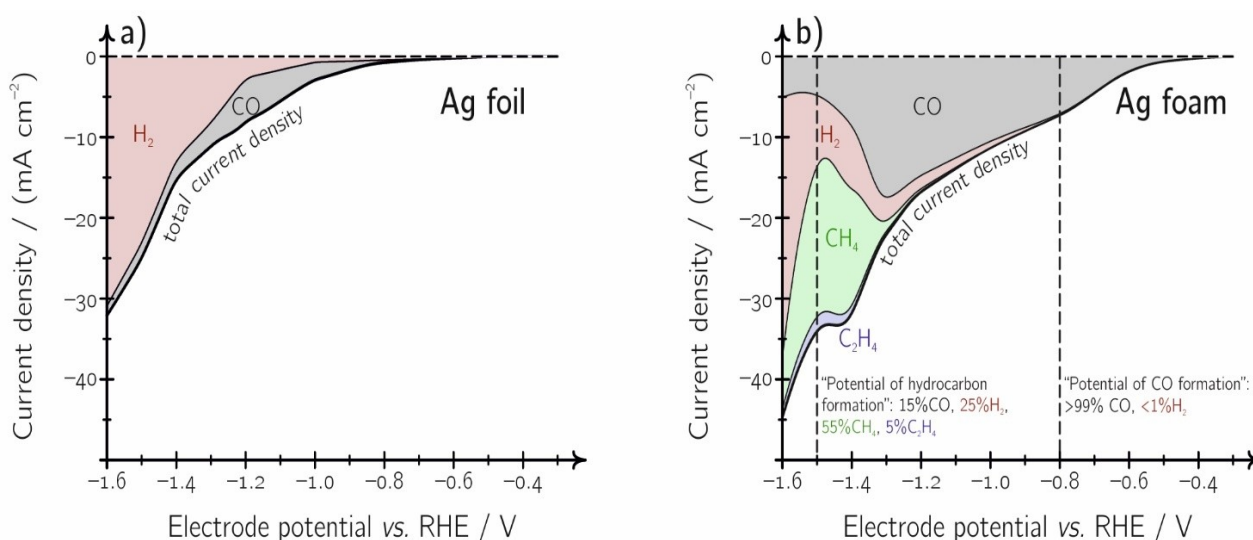 a)
Ag foil
H₂
CO
total current density
0
−10
−20
−30
−40
Current density / (mA cm⁻²)
−1.6 −1.4 −1.2 −1.0 −0.8 −0.6 −0.4
Electrode potential vs. RHE / V
b)
Ag foam
CO
H₂
CH₄
C₂H₄
total current density
"Potential of hydrocarbon
formation": 15%CO, 25%H₂,
55%CH₄, 5%C₂H₄
"Potential of CO formation":
>99% CO, <1%H₂
0
−10
−20
−30
−40
Current density / (mA cm⁻²)
−1.6 −1.4 −1.2 −1.0 −0.8 −0.6 −0.4
Electrode potential vs. RHE / V